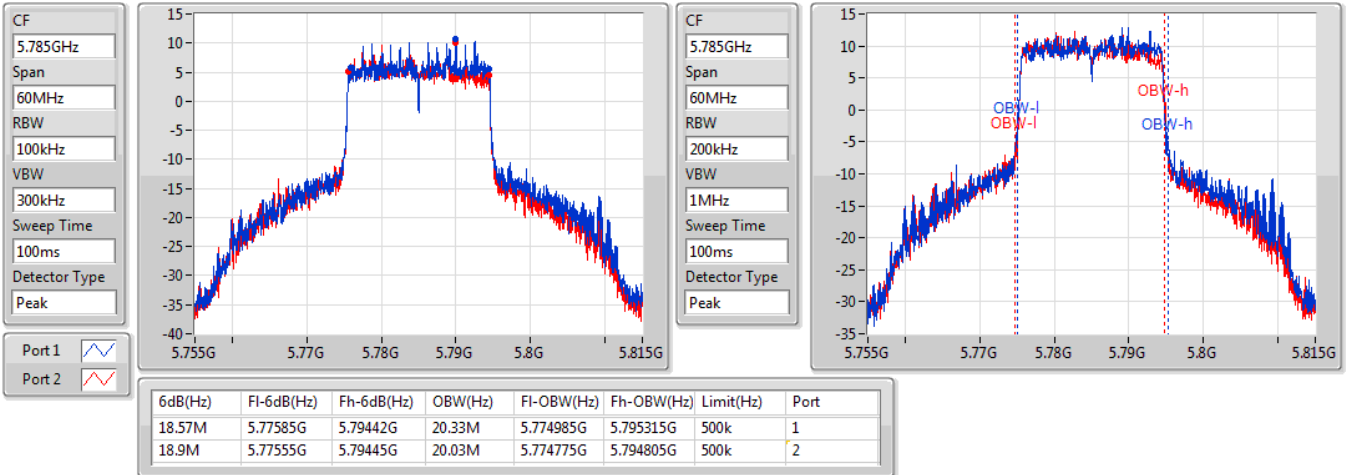 CF
5.785GHz
Span
60MHz
RBW
100kHz
VBW
300kHz
Sweep Time
100ms
Detector Type
Peak
Port 1
Port 2
15
10
5
0
-5
-10
-15
-20
-25
-30
-35
-40
5.755G 5.77G 5.78G 5.79G 5.8G 5.815G
CF
5.785GHz
Span
60MHz
RBW
200kHz
VBW
1MHz
Sweep Time
100ms
Detector Type
Peak
15
10
5
0
-5
-10
-15
-20
-25
-30
-35
OBW-l
OBW-l
OBW-h
OBW-h
5.755G 5.77G 5.78G 5.79G 5.8G 5.815G
6dB(Hz) Fl-6dB(Hz) Fh-6dB(Hz) OBW(Hz) Fl-OBW(Hz) Fh-OBW(Hz) Limit(Hz) Port
18.57M 5.77585G 5.79442G 20.33M 5.774985G 5.795315G 500k 1
18.9M 5.77555G 5.79445G 20.03M 5.774775G 5.794805G 500k 2